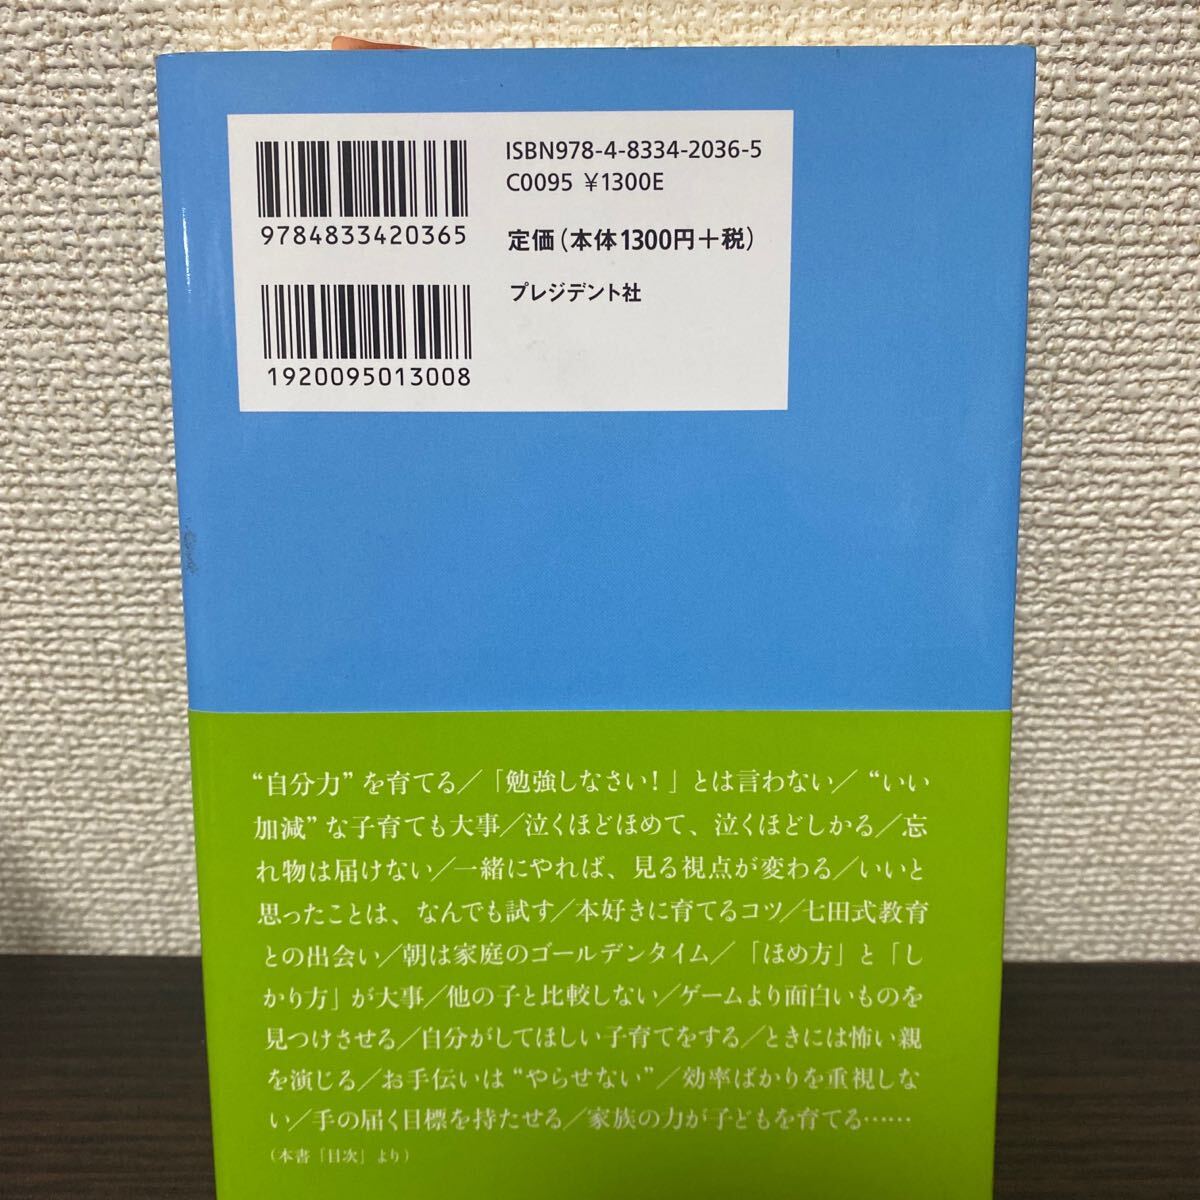 ISBN978-4-8334-2036-5
C0095 ¥1300E
9784833420365
定価(本体1300円+税)
プレジデント社
1920095013008
“自分力”を育てる/「勉強しなさい!」とは言わない/“いい
加減”な子育ても大事/泣くほどほめて、泣くほどしかる/忘
れ物は届けない/一緒にやれば、見る視点が変わる/いいと
思ったことは、なんでも試す/本好きに育てるコツ/七田式教育
との出会い/朝は家庭のゴールデンタイム/「ほめ方」と「し
かり方」が大事/他の子と比較しない/ゲームより面白いものを
見つけさせる/自分がしてほしい子育てをする/ときには怖い親
を演じる/お手伝いは“やらせない”/効率ばかりを重視しな
い/手の届く目標を持たせる/家族の力が子どもを育てる……
(本書「目次」より)